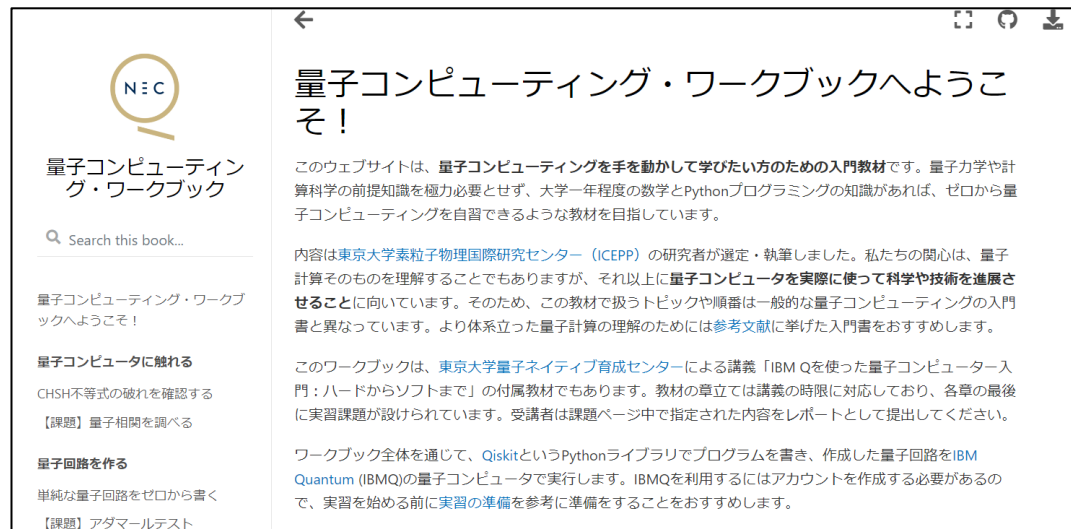 NEC
量子コンピューティン
グ・ワークブック
Search this book...
量子コンピューティング・ワークブ
ックへようこそ！
量子コンピュータに触れる
CHSH不等式の破れを確認する
【課題】量子相関を調べる
量子回路を作る
単純な量子回路をゼロから書く
【課題】アダマールテスト
量子コンピューティング・ワークブックへようこ
そ！
このウェブサイトは、量子コンピューティングを手を動かして学びたい方のための入門教材です。量子力学や計
算科学の前提知識を極力必要とせず、大学一年程度の数学とPythonプログラミングの知識があれば、ゼロから量
子コンピューティングを自習できるような教材を目指しています。
内容は東京大学素粒子物理国際研究センター（ICEPP）の研究者が選定・執筆しました。私たちの関心は、量子
計算そのものを理解することでもありますが、それ以上に量子コンピュータを実際に使って科学や技術を進展さ
せることに向いています。そのため、この教材で扱うトピックや順番は一般的な量子コンピューティングの入門
書と異なっています。より体系立った量子計算の理解のためには参考文献に挙げた入門書をおすすめします。
このワークブックは、東京大学量子ネイティブ育成センターによる講義「IBM Qを使った量子コンピューター入
門：ハードからソフトまで」の付属教材でもあります。教材の章立ては講義の時限に対応しており、各章の最後
に実習課題が設けられています。受講者は課題ページ中で指定された内容をレポートとして提出してください。
ワークブック全体を通じて、QiskitというPythonライブラリでプログラムを書き、作成した量子回路をIBM
Quantum (IBMQ)の量子コンピュータで実行します。IBMQを利用するにはアカウントを作成する必要があるの
で、実習を始める前に実習の準備を参考に準備をすることをおすすめします。